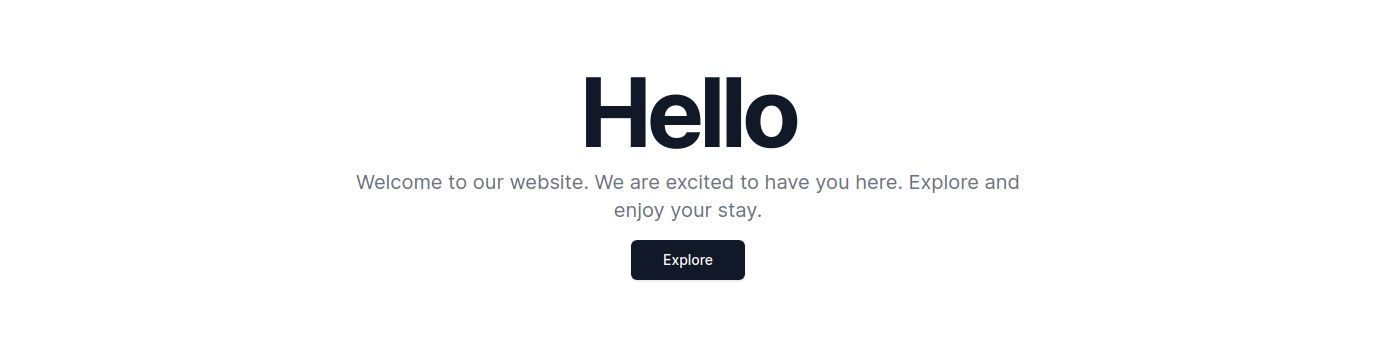 Hello
Welcome to our website. We are excited to have you here. Explore and
enjoy your stay.
Explore